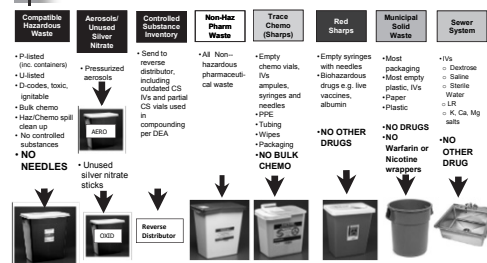 Compatible
Hazardous
Waste
•P-listed
(inc. containers)
•U-listed
•D-codes, toxic,
ignitable
•Bulk chemo
•Haz/Chemo spill
clean up
•No controlled
substances
•NO
NEEDLES
Aerosols/
Unused
Silver
Nitrate
•Pressurized
aerosols
AERO
•Unused
silver nitrate
sticks
OXID
Controlled
Substance
Inventory
•Send to
reverse
distributor,
including
outdated CS
IVs and partial
CS vials used
in
compounding
per DEA
Reverse
Distributor
Non-Haz
Pharm
Waste
•All Non–
hazardous
pharmaceuti-
cal waste
Trace
Chemo
(Sharps)
•Empty
chemo vials,
IVs
ampules,
syringes and
needles
•PPE
•Tubing
•Wipes
•Packaging
•NO BULK
CHEMO
Red
Sharps
•Empty syringes
with needles
•Biohazardous
drugs e.g. live
vaccines,
albumin
•NO OTHER
DRUGS
Municipal
Solid
Waste
•Most
packaging
•Most empty
plastic, IVs
•Paper
•Plastic
•NO DRUGS
•NO
Warfarin or
Nicotine
wrappers
Sewer
System
•IVs
o Dextrose
o Saline
o Sterile
Water
o LR
o K, Ca, Mg
salts
•NO
OTHER
DRUG